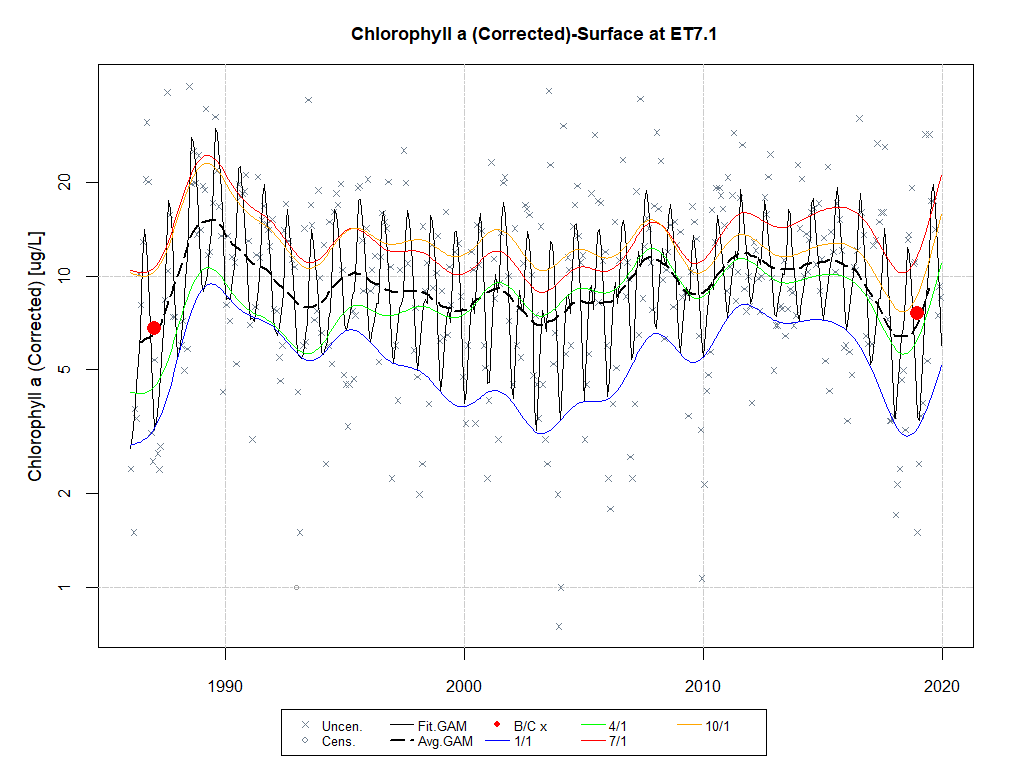 Chlorophyll a (Corrected)-Surface at ET7.1
Chlorophyll a (Corrected) [ug/L]
20
10
5
2
1
1990 2000 2010 2020
Uncen. Fit.GAM B/C x 4/1 10/1
Cens. Avg.GAM 1/1 7/1